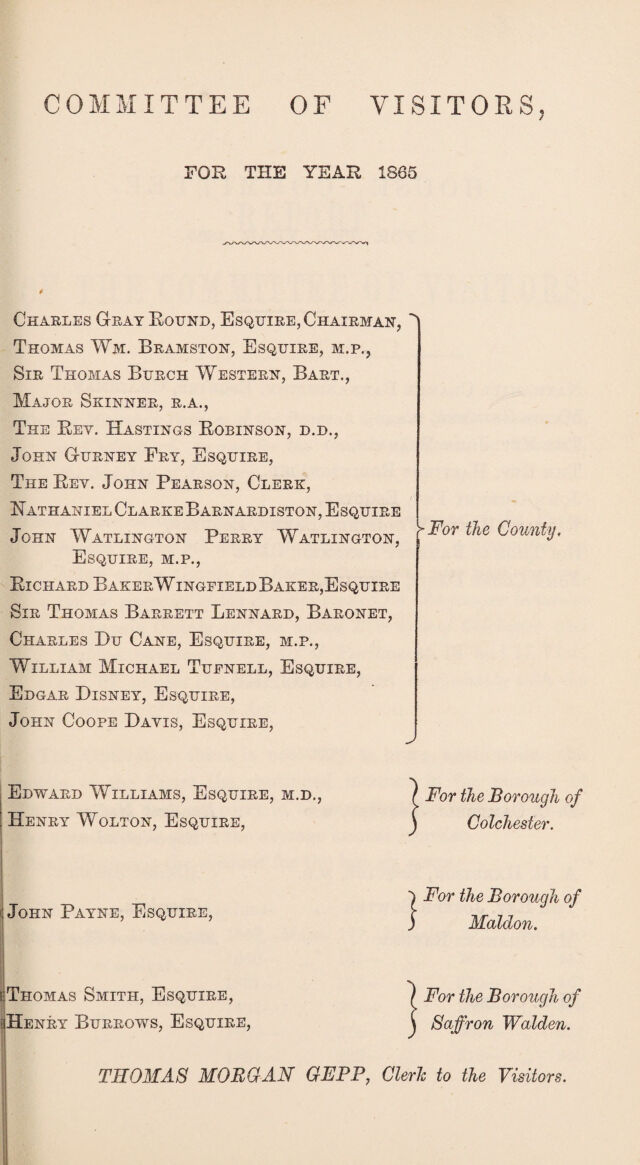 COMMITTEE OF VISITORS,
FOR THE YEAR 1865
CHARLES GRAY ROUND, ESQUIRE, CHAIRMAN,
THOMAS WM. BRAMSTON, ESQUIRE, M.P.,
SIR THOMAS BURCH WESTERN, BART.,
MAJOR SKINNER, R.A.,
THE REV. HASTINGS ROBINSON, D.D.,
JOHN GURNEY FRY, ESQUIRE,
THE REV. JOHN PEARSON, CLERK,
NATHANIEL CLARKE BARNARDISTON, ESQUIRE
JOHN WATLINGTON PERRY WATLINGTON,
ESQUIRE, M.P.,
RICHARD BAKER WINGFIELD BAKER, ESQUIRE
SIR THOMAS BARRETT LENNARD, BARONET,
CHARLES DU CANE, ESQUIRE, M.P.,
WILLIAM MICHAEL TUFNELL, ESQUIRE,
EDGAR DISNEY, ESQUIRE,
JOHN COOPE DAVIS, ESQUIRE,
For the County.
EDWARD WILLIAMS, ESQUIRE, M.D.,
HENRY WOLTON, ESQUIRE,
For the Borough of
Colchester.
JOHN PAYNE, ESQUIRE,
For the Borough of
Maldon.
THOMAS SMITH, ESQUIRE,
HENRY BURROWS, ESQUIRE,
For the Borough of
Saffron Walden.
THOMAS MORGAN GEPP, Clerk to the Visitors.